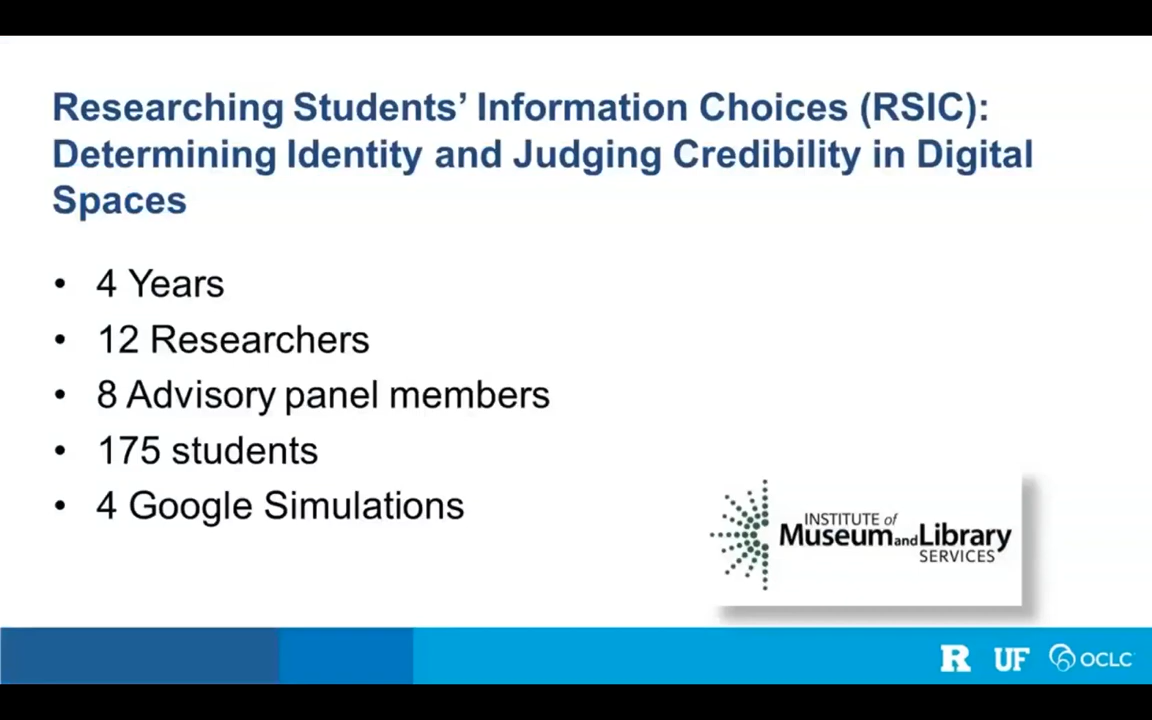 Researching Students’ Information Choices (RSIC):
Determining Identity and Judging Credibility in Digital
Spaces
• 4 Years
• 12 Researchers
• 8 Advisory panel members
• 175 students
• 4 Google Simulations
INSTITUTE of
Museum and Library
SERVICES
R UF OCLC